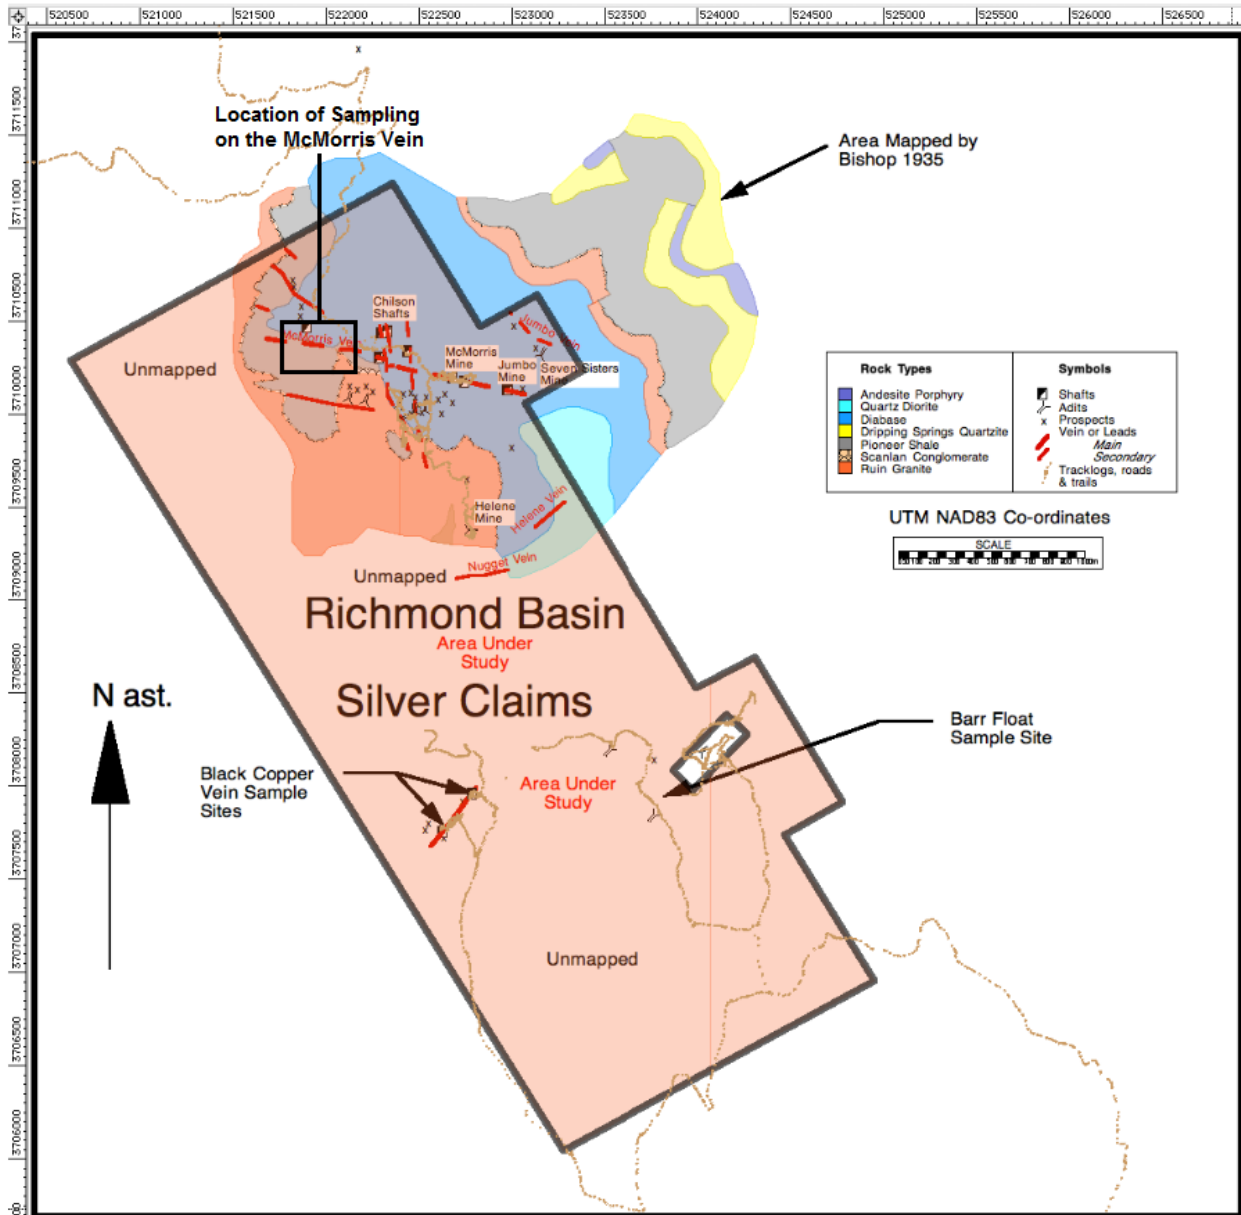 520500 521000 521500 522000 522500 523000 523500 524000 524500 525000 525500 526000 526500
3711500
3711000
3710500
3710000
3709500
3709000
3708500
3708000
3707500
3707000
3706500
3706000
Location of Sampling
on the McMorris Vein
Area Mapped by
Bishop 1935
Chilson
Shafts
Jumbo Vein
McMorris Vei
Unmapped
McMorris
Mine
Jumbo
Mine
Seven Sisters
Mine
Helene
Mine
Helene Vein
Nugget Vein
Unmapped
Rock Types
Andesite Porphyry
Quartz Diorite
Diabase
Dripping Springs Quartzite
Pioneer Shale
Scanlan Conglomerate
Ruin Granite
Symbols
Shafts
Adits
x Prospects
Vein or Leads
Main
Secondary
Tracklogs, roads
& trails
UTM NAD83 Co-ordinates
SCALE
Richmond Basin
Area Under
Study
Silver Claims
N ast.
Black Copper
Vein Sample
Sites
Area Under
Study
Barr Float
Sample Site
Unmapped